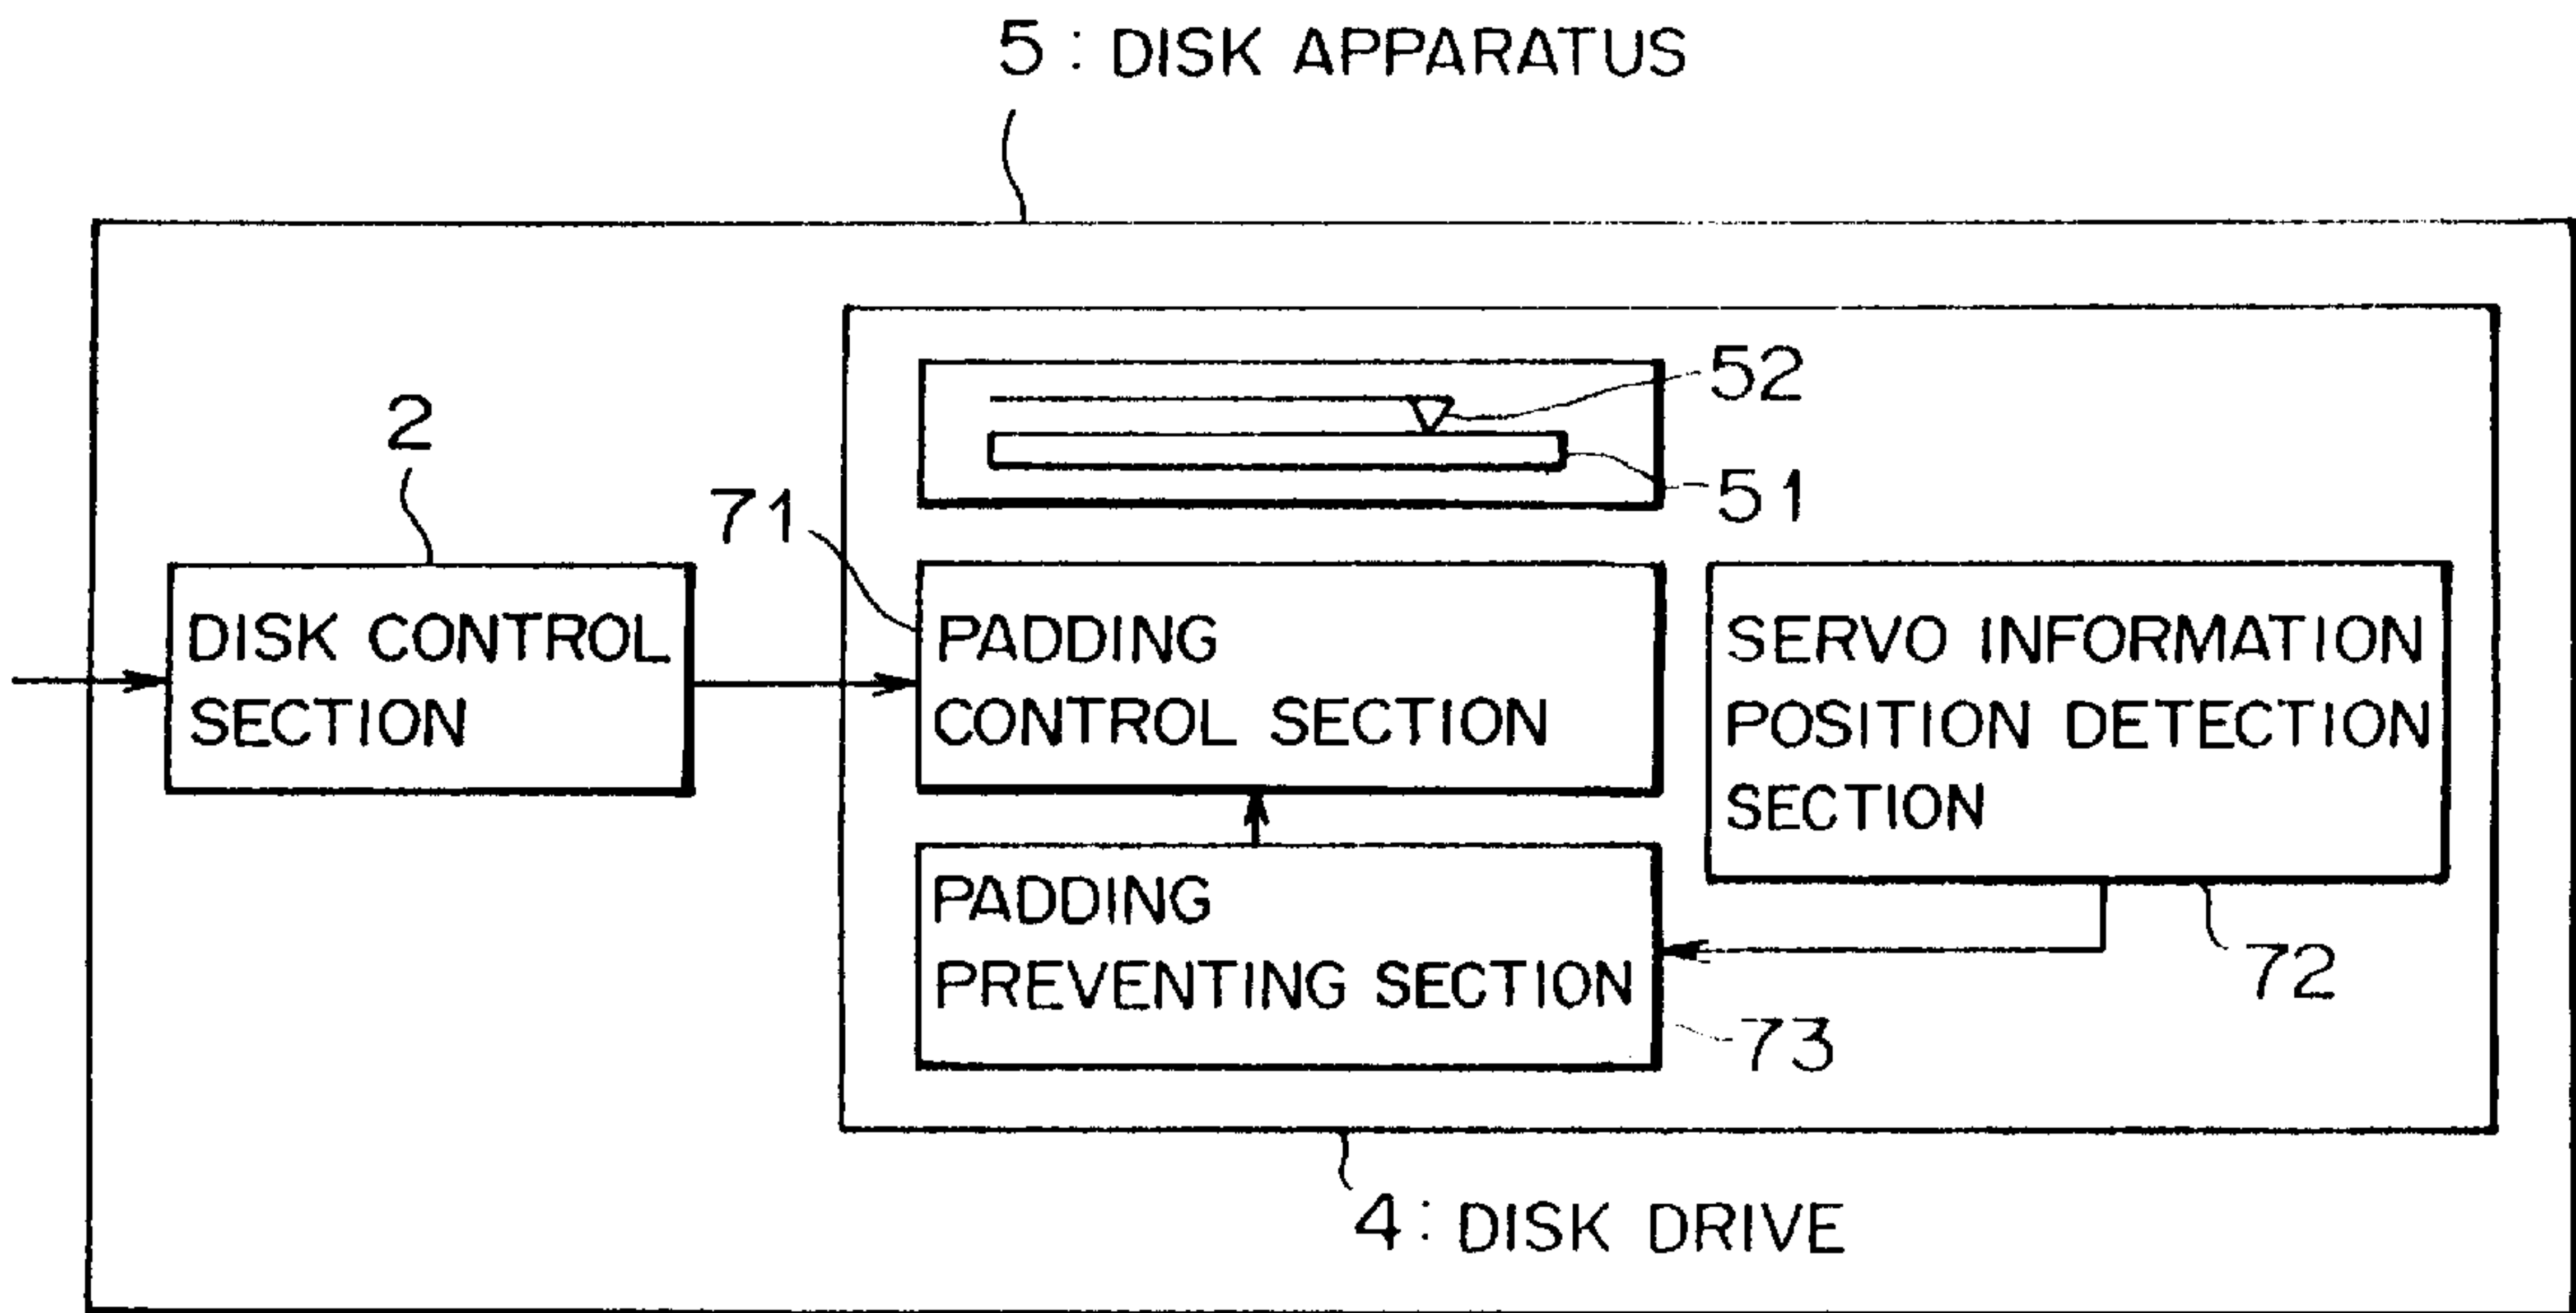 5 : DISK APPARATUS
52
2
51
71
DISK CONTROL
SECTION
PADDING
CONTROL SECTION
SERVO INFORMATION
POSITION DETECTION
SECTION
PADDING
PREVENTING SECTION
72
73
4 : DISK DRIVE